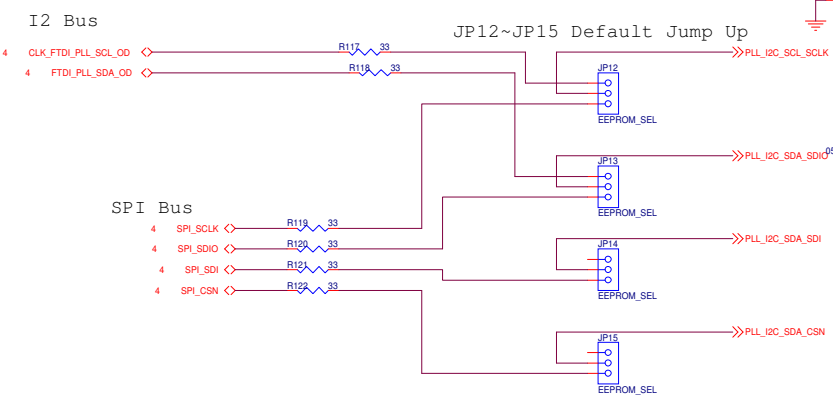 I2 Bus
JP12~JP15 Default Jump Up
4 CLK_FTDI_PLL_SCL_OD R117 33 PLL_I2C_SCL_SCLK
4 FTDI_PLL_SDA_OD R118 33 JP12
EEPROM_SEL
JP13 PLL_I2C_SDA_SDIO 05
EEPROM_SEL
SPI Bus
4 SPI_SCLK R119 33
4 SPI_SDIO R120 33 JP14 PLL_I2C_SDA_SDI
4 SPI_SDI R121 33
4 SPI_CSN R122 33 EEPROM_SEL
JP15 PLL_I2C_SDA_CSN
EEPROM_SEL